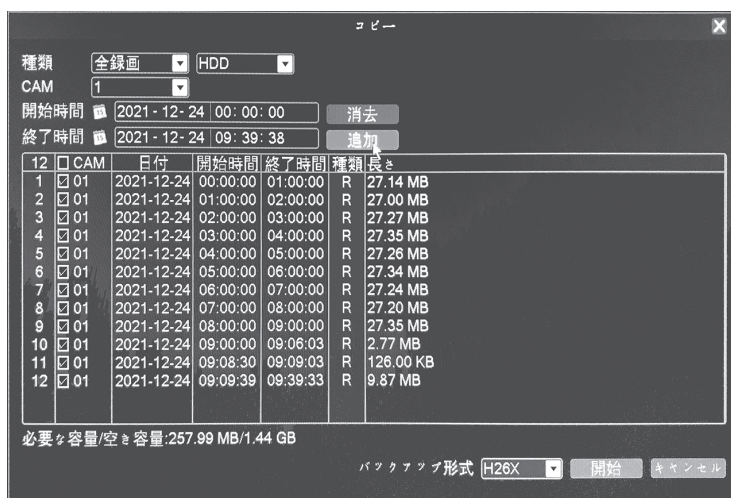 コピー
種類 全録画 HDD
CAM 1
開始時間 2021 - 12 - 24 00: 00: 00 消去
終了時間 2021 - 12 - 24 09: 39: 38 追加
12 CAM 日付 開始時間 終了時間 種類 長さ
1 01 2021-12-24 00:00:00 01:00:00 R 27.14 MB
2 01 2021-12-24 01:00:00 02:00:00 R 27.00 MB
3 01 2021-12-24 02:00:00 03:00:00 R 27.27 MB
4 01 2021-12-24 03:00:00 04:00:00 R 27.35 MB
5 01 2021-12-24 04:00:00 05:00:00 R 27.26 MB
6 01 2021-12-24 05:00:00 06:00:00 R 27.34 MB
7 01 2021-12-24 06:00:00 07:00:00 R 27.24 MB
8 01 2021-12-24 07:00:00 08:00:00 R 27.20 MB
9 01 2021-12-24 08:00:00 09:00:00 R 27.35 MB
10 01 2021-12-24 09:00:00 09:06:03 R 2.77 MB
11 01 2021-12-24 09:08:30 09:09:03 R 126.00 KB
12 01 2021-12-24 09:09:39 09:39:33 R 9.87 MB
必要な容量/空き容量:257.99 MB/1.44 GB
バックアップ形式 H26X 開始 キャンセル